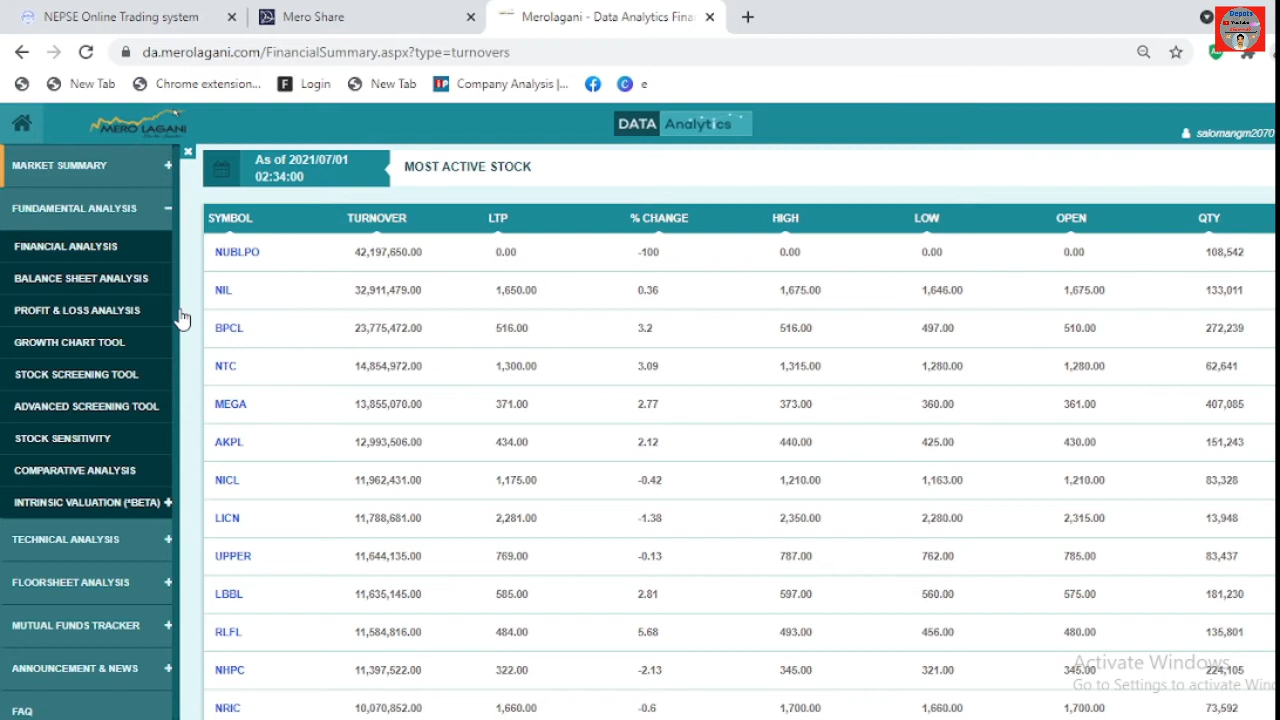 NEPSE Online Trading system
Mero Share
Merolagani - Data Analytics Fina
Depots
Youtube
da.merolagani.com/FinancialSummary.aspx?type=turnovers
New Tab
Chrome extension...
F Login
New Tab
Company Analysis |...
e
MERO LAGANI
DATA Analytics
salomangm2070
MARKET SUMMARY +
FUNDAMENTAL ANALYSIS −
FINANCIAL ANALYSIS
BALANCE SHEET ANALYSIS
PROFIT & LOSS ANALYSIS
GROWTH CHART TOOL
STOCK SCREENING TOOL
ADVANCED SCREENING TOOL
STOCK SENSITIVITY
COMPARATIVE ANALYSIS
INTRINSIC VALUATION (*BETA) +
TECHNICAL ANALYSIS +
FLOORSHEET ANALYSIS +
MUTUAL FUNDS TRACKER +
ANNOUNCEMENT & NEWS +
FAQ
As of 2021/07/01
02:34:00
MOST ACTIVE STOCK
SYMBOL TURNOVER LTP % CHANGE HIGH LOW OPEN QTY
NUBLPO 42,197,650.00 0.00 -100 0.00 0.00 0.00 108,542
NIL 32,911,479.00 1,650.00 0.36 1,675.00 1,646.00 1,675.00 133,011
BPCL 23,775,472.00 516.00 3.2 516.00 497.00 510.00 272,239
NTC 14,854,972.00 1,300.00 3.09 1,315.00 1,280.00 1,280.00 62,641
MEGA 13,855,070.00 371.00 2.77 373.00 360.00 361.00 407,085
AKPL 12,993,506.00 434.00 2.12 440.00 425.00 430.00 151,243
NICL 11,962,431.00 1,175.00 -0.42 1,210.00 1,163.00 1,210.00 83,328
LICN 11,788,681.00 2,281.00 -1.38 2,350.00 2,280.00 2,315.00 13,948
UPPER 11,644,135.00 769.00 -0.13 787.00 762.00 785.00 83,437
LBBL 11,635,145.00 585.00 2.81 597.00 560.00 575.00 181,230
RLFL 11,584,816.00 484.00 5.68 493.00 456.00 480.00 135,801
NHPC 11,397,522.00 322.00 -2.13 345.00 321.00 345.00 224,105
NRIC 10,070,852.00 1,660.00 -0.6 1,700.00 1,660.00 1,700.00 73,592
Activate Windows
Go to Settings to activate Wind